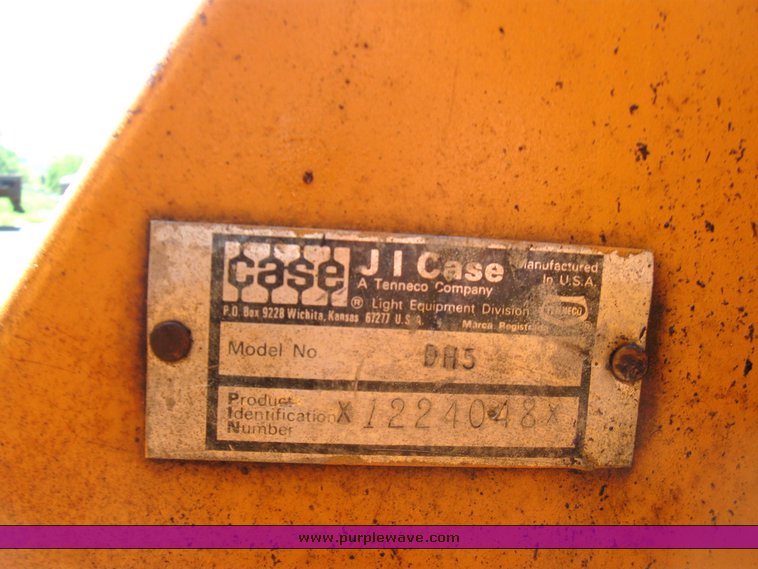 case
J I Case
A Tenneco Company
Manufactured
In U.S.A.
® Light Equipment Division
TENNECO
P.O. Box 9228 Wichita, Kansas 67277 U.S.A.
Marca Registrada
Model No DH5
Product
Identification
Number
X1224048X
www.purplewave.com